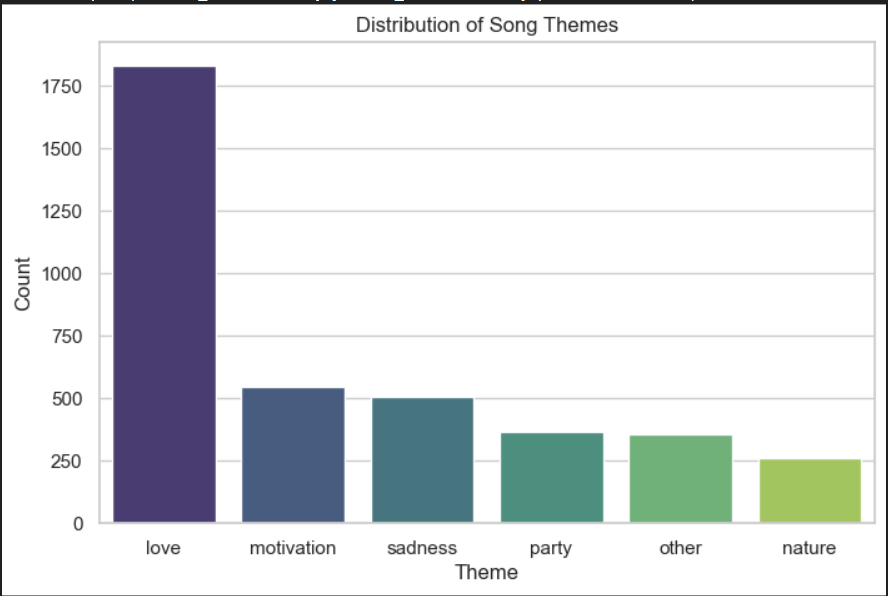 Distribution of Song Themes
1750
1500
1250
1000
750
500
250
0
Count
love motivation sadness party other nature
Theme